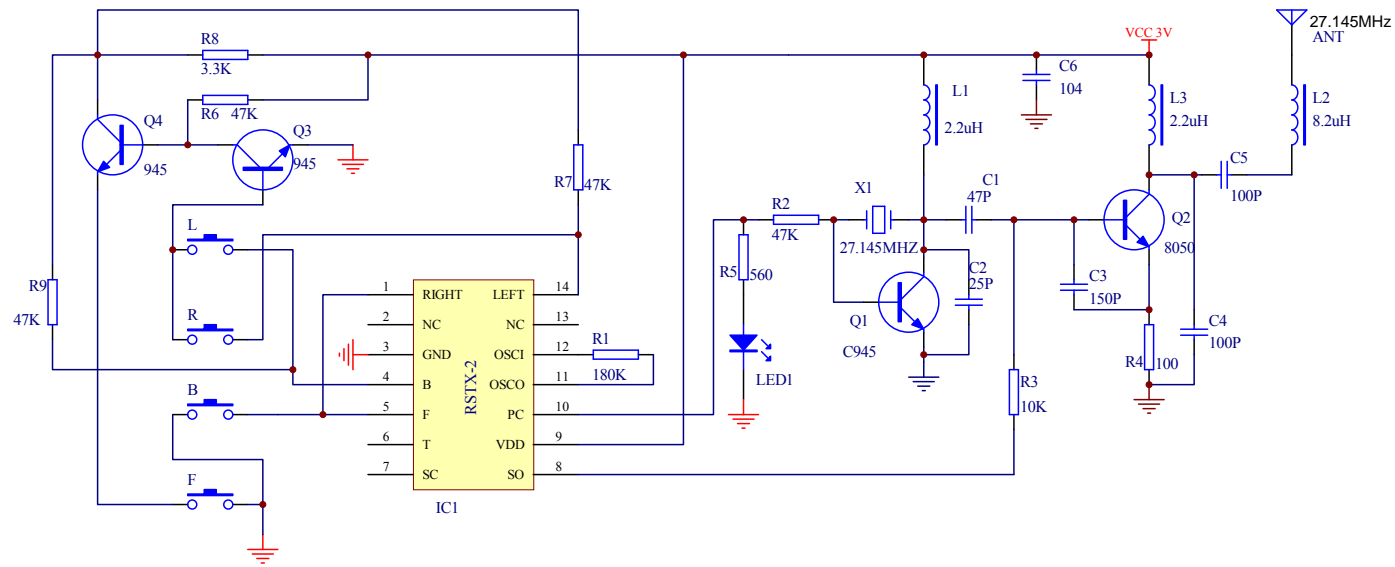 27.145MHz
ANT
VCC 3V
R8
3.3K
R6
47K
Q4
945
Q3
945
R7
47K
C6
104
L1
2.2uH
L3
2.2uH
L2
8.2uH
C5
100P
X1
27.145MHZ
C1
47P
R2
47K
Q2
8050
L
R
R9
47K
B
F
R5
560
LED1
Q1
C945
C2
25P
C3
150P
C4
100P
R4
100
R3
10K
R1
180K
1
RIGHT
LEFT
14
2
NC
NC
13
3
GND
OSCI
12
4
B
OSCO
11
5
F
PC
10
6
T
VDD
9
7
SC
SO
8
RSTX-2
IC1